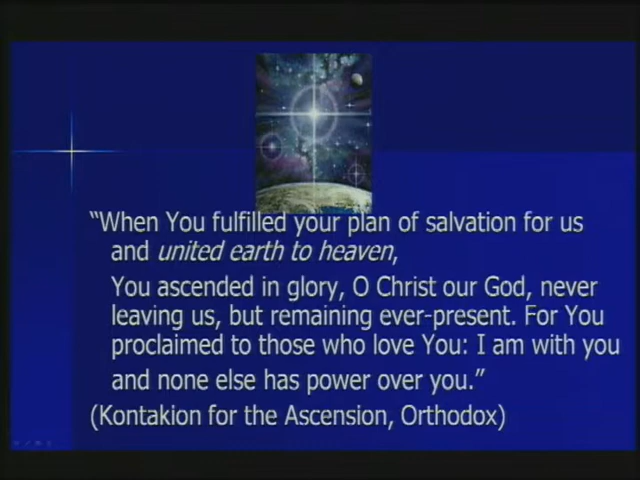 “When You fulfilled your plan of salvation for us
and united earth to heaven,
You ascended in glory, O Christ our God, never
leaving us, but remaining ever-present. For You
proclaimed to those who love You: I am with you
and none else has power over you.”
(Kontakion for the Ascension, Orthodox)